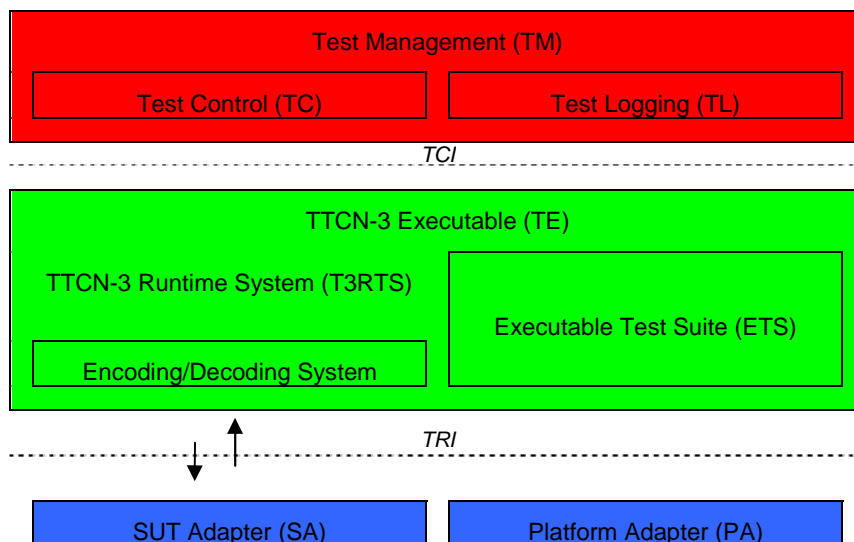 Test Management (TM)
Test Control (TC)
Test Logging (TL)
TCI
TTCN-3 Executable (TE)
TTCN-3 Runtime System (T3RTS)
Executable Test Suite (ETS)
Encoding/Decoding System
TRI
SUT Adapter (SA)
Platform Adapter (PA)